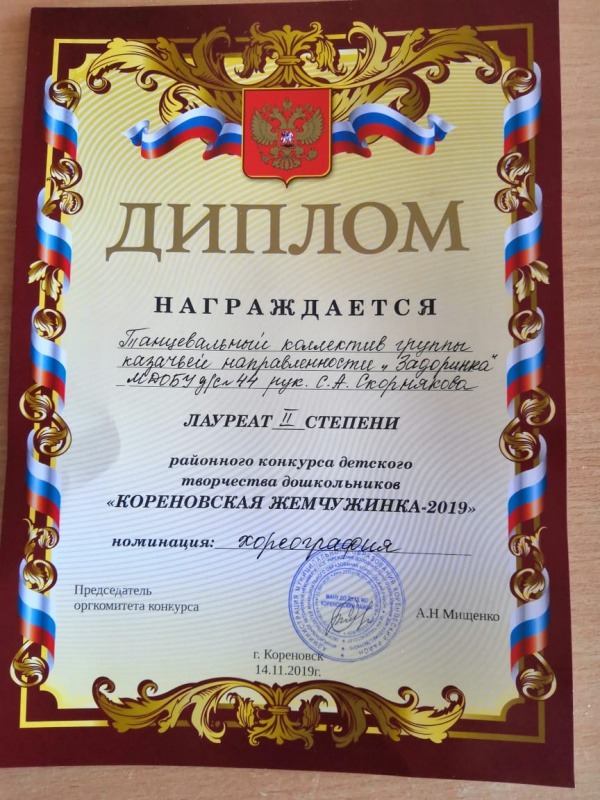 ДИПЛОМ
НАГРАЖДАЕТСЯ
Танцевальный коллектив группы
казачьей направленности „Задоринка“
МДОБУ д/с №44 рук. С.А. Скорнякова
ЛАУРЕАТ II СТЕПЕНИ
районного конкурса детского
творчества дошкольников
«КОРЕНОВСКАЯ ЖЕМЧУЖИНКА-2019»
номинация: хореография
Председатель
оргкомитета конкурса
А.Н Мищенко
г. Кореновск
14.11.2019г.